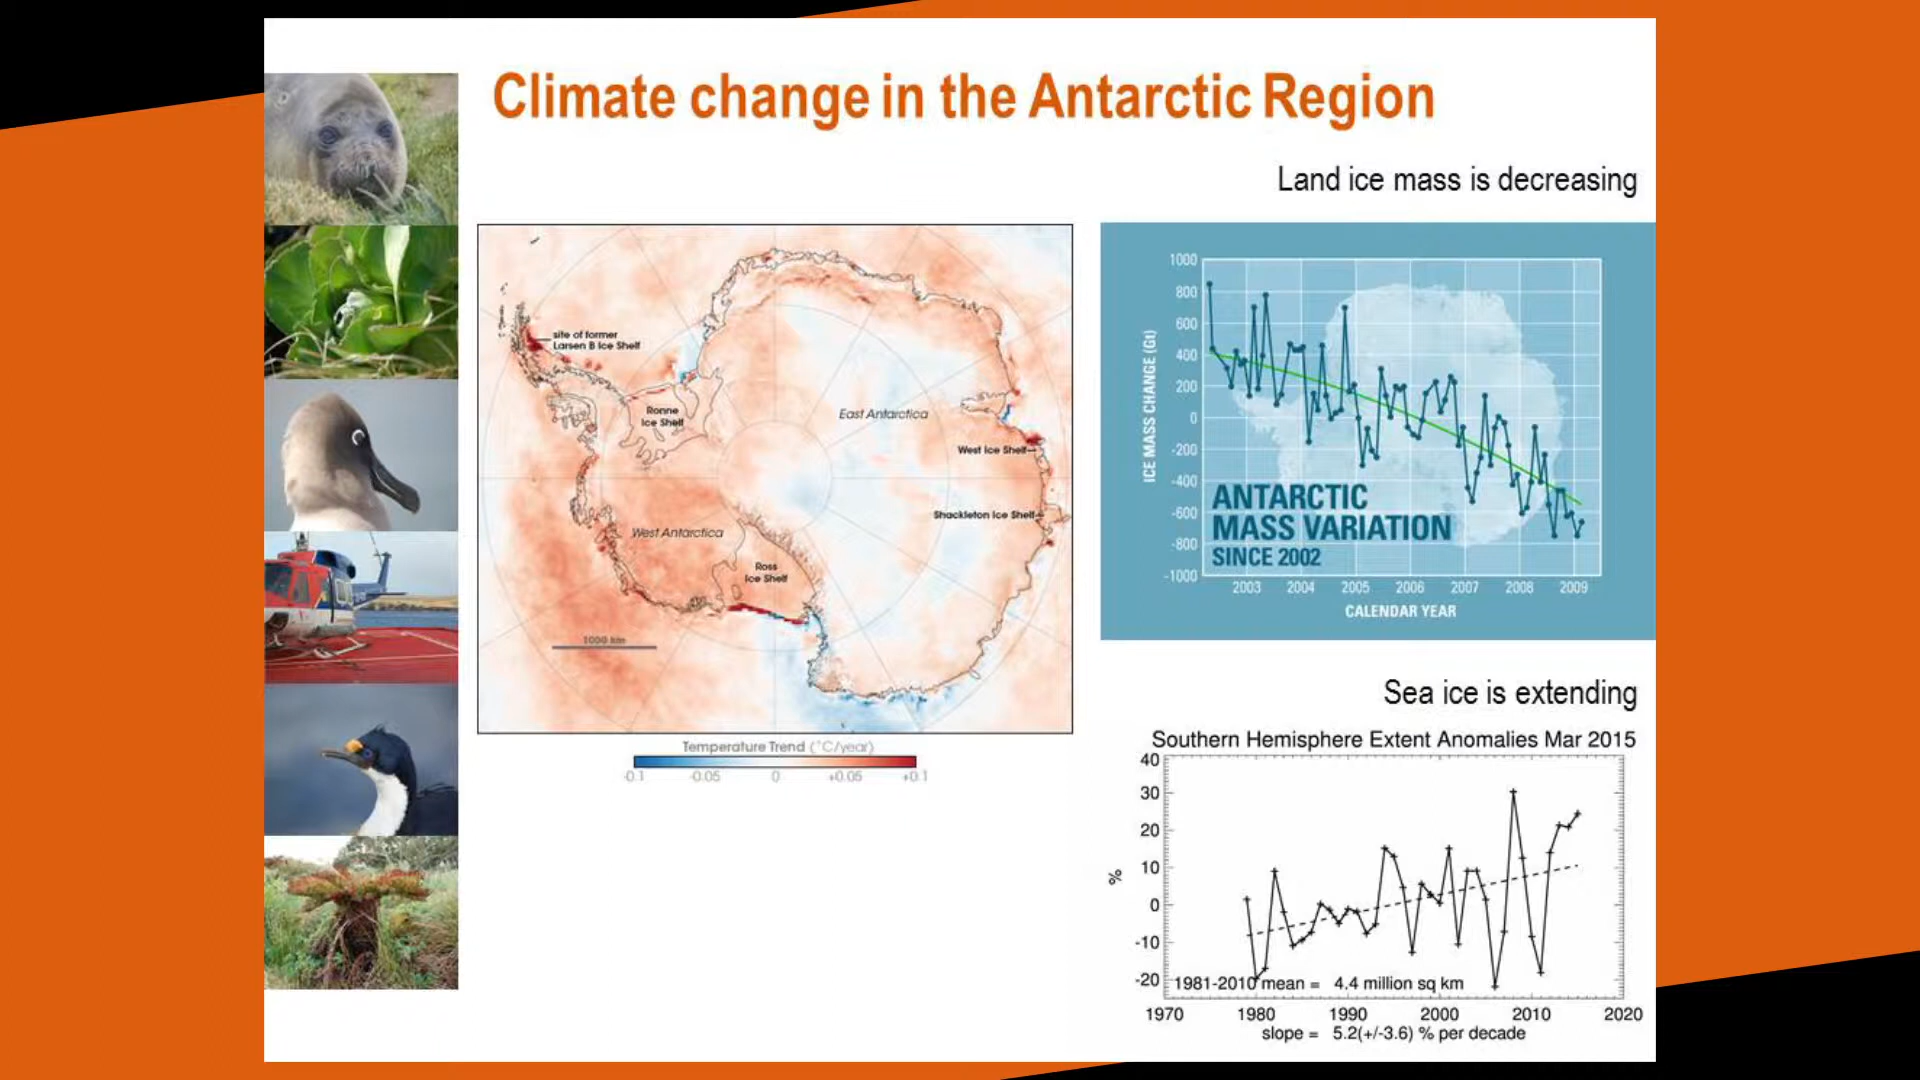 Climate change in the Antarctic Region
Land ice mass is decreasing
site of former
Larsen B Ice Shelf
Ronne
Ice Shelf
East Antarctica
West Ice Shelf
Shackleton Ice Shelf
West Antarctica
Ross
Ice Shelf
1000 km
Temperature Trend (°C/year)
-0.1 -0.05 0 +0.05 +0.1
1000
800
600
400
200
0
-200
-400
-600
-800
-1000
ICE MASS CHANGE (Gt)
ANTARCTIC
MASS VARIATION
SINCE 2002
2003 2004 2005 2006 2007 2008 2009
CALENDAR YEAR
Sea ice is extending
Southern Hemisphere Extent Anomalies Mar 2015
40
30
20
10
0
-10
-20
%
1981-2010 mean = 4.4 million sq km
1970 1980 1990 2000 2010 2020
slope = 5.2(+/-3.6) % per decade